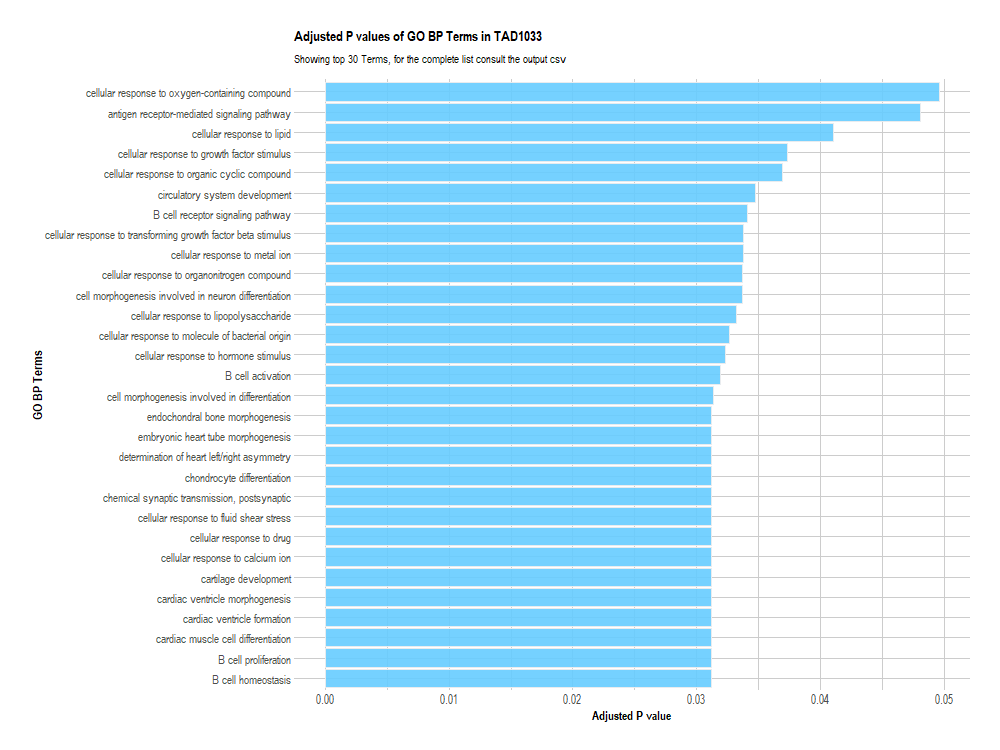 Adjusted P values of GO BP Terms in TAD1033
Showing top 30 Terms, for the complete list consult the output csv
GO BP Terms
cellular response to oxygen-containing compound
antigen receptor-mediated signaling pathway
cellular response to lipid
cellular response to growth factor stimulus
cellular response to organic cyclic compound
circulatory system development
B cell receptor signaling pathway
cellular response to transforming growth factor beta stimulus
cellular response to metal ion
cellular response to organonitrogen compound
cell morphogenesis involved in neuron differentiation
cellular response to lipopolysaccharide
cellular response to molecule of bacterial origin
cellular response to hormone stimulus
B cell activation
cell morphogenesis involved in differentiation
endochondral bone morphogenesis
embryonic heart tube morphogenesis
determination of heart left/right asymmetry
chondrocyte differentiation
chemical synaptic transmission, postsynaptic
cellular response to fluid shear stress
cellular response to drug
cellular response to calcium ion
cartilage development
cardiac ventricle morphogenesis
cardiac ventricle formation
cardiac muscle cell differentiation
B cell proliferation
B cell homeostasis
0.00 0.01 0.02 0.03 0.04 0.05
Adjusted P value